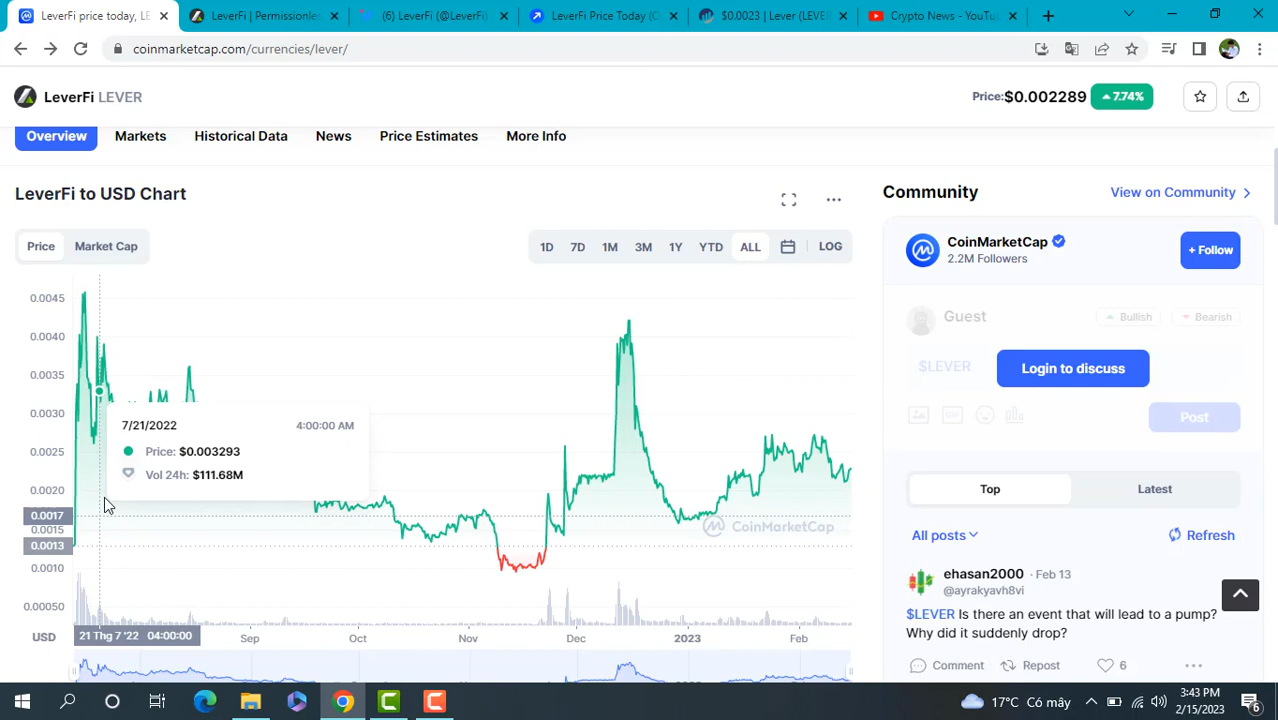 LeverFi price today, LE
LeverFi | Permissionles
(6) LeverFi (@LeverFi)
LeverFi Price Today (C
$0.0023 | Lever (LEVER
Crypto News - YouTu
coinmarketcap.com/currencies/lever/
LeverFi LEVER
Price: $0.002289 7.74%
Overview Markets Historical Data News Price Estimates More Info
LeverFi to USD Chart
Price Market Cap
1D 7D 1M 3M 1Y YTD ALL LOG
0.0045
0.0040
0.0035
0.0030
0.0025
0.0020
0.0017
0.0015
0.0013
0.0010
0.00050
7/21/2022 4:00:00 AM
Price: $0.003293
Vol 24h: $111.68M
CoinMarketCap
USD
21 Thg 7 '22 04:00:00
Sep Oct Nov Dec 2023 Feb
Community
View on Community
CoinMarketCap
2.2M Followers
+ Follow
Guest
Bullish
Bearish
$LEVER
Login to discuss
GIF
Post
Top Latest
All posts
Refresh
ehasan2000 · Feb 13
@ayrakyavh8vi
$LEVER Is there an event that will lead to a pump?
Why did it suddenly drop?
Comment Repost 6
17°C Có mây
3:43 PM
2/15/2023
6